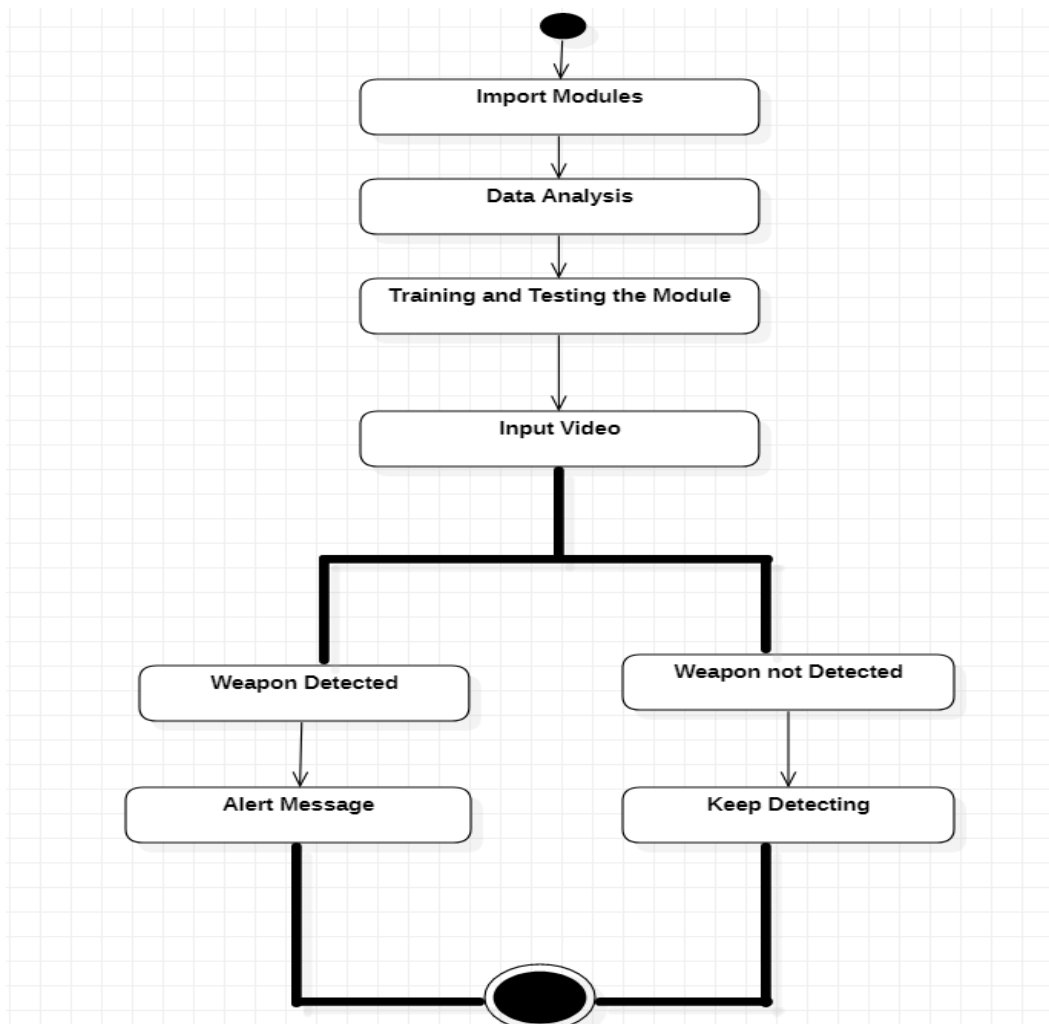 Import Modules
Data Analysis
Training and Testing the Module
Input Video
Weapon Detected
Weapon not Detected
Alert Message
Keep Detecting